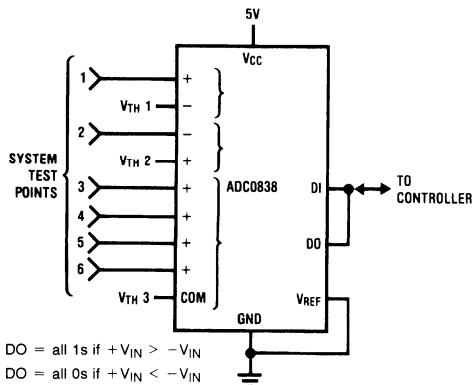 5V
VCC
1
+
VTH 1
−
2
−
VTH 2
+
SYSTEM
TEST
POINTS
3
+
ADC0838
DI
TO
CONTROLLER
4
+
5
+
DO
6
+
VTH 3
COM
VREF
GND
DO = all 1s if +VIN > −VIN
DO = all 0s if +VIN < −VIN